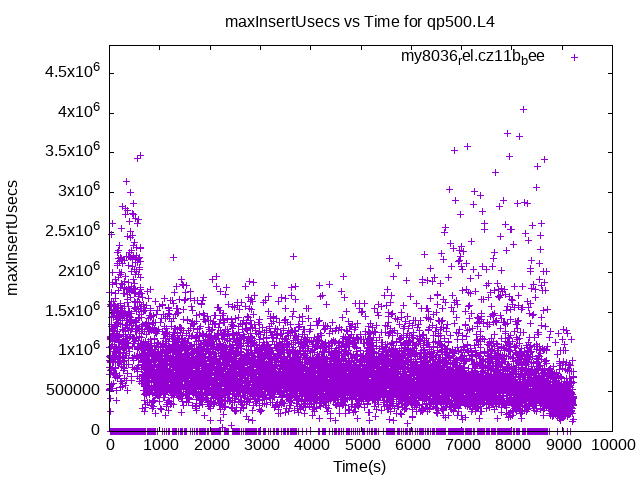 maxInsertUsecs vs Time for qp500.L4
my8036rel.cz11bbee
4.5x10^6
4x10^6
3.5x10^6
3x10^6
2.5x10^6
2x10^6
1.5x10^6
1x10^6
500000
0
maxInsertUsecs
0 1000 2000 3000 4000 5000 6000 7000 8000 9000 10000
Time(s)